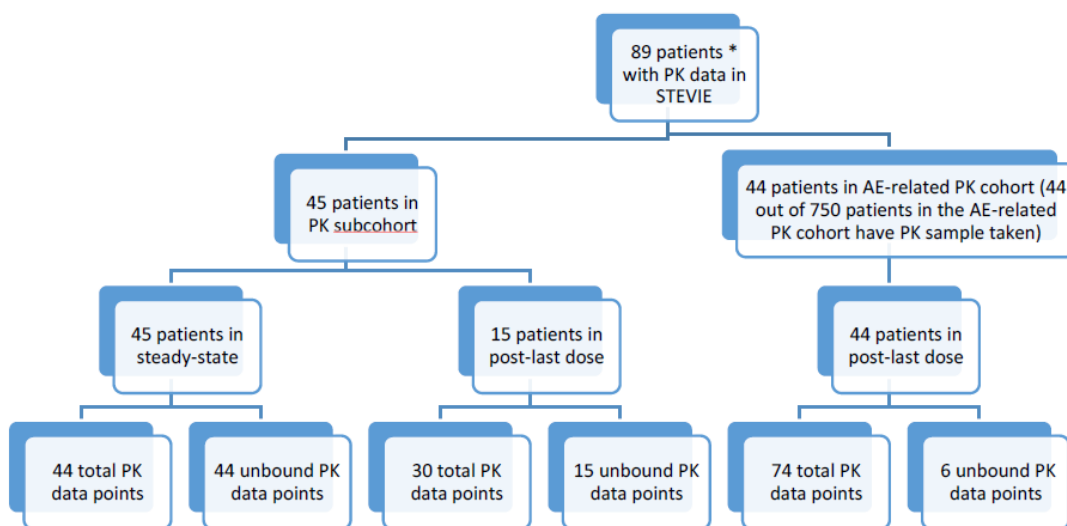 89 patients *
with PK data in
STEVIE
45 patients in
PK subcohort
44 patients in AE-related PK cohort (44
out of 750 patients in the AE-related
PK cohort have PK sample taken)
45 patients in
steady-state
15 patients in
post-last dose
44 patients in
post-last dose
44 total PK
data points
44 unbound PK
data points
30 total PK
data points
15 unbound PK
data points
74 total PK
data points
6 unbound PK
data points